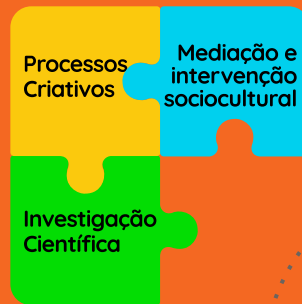 Processos
Criativos
Mediação e
intervenção
sociocultural
Investigação
Científica